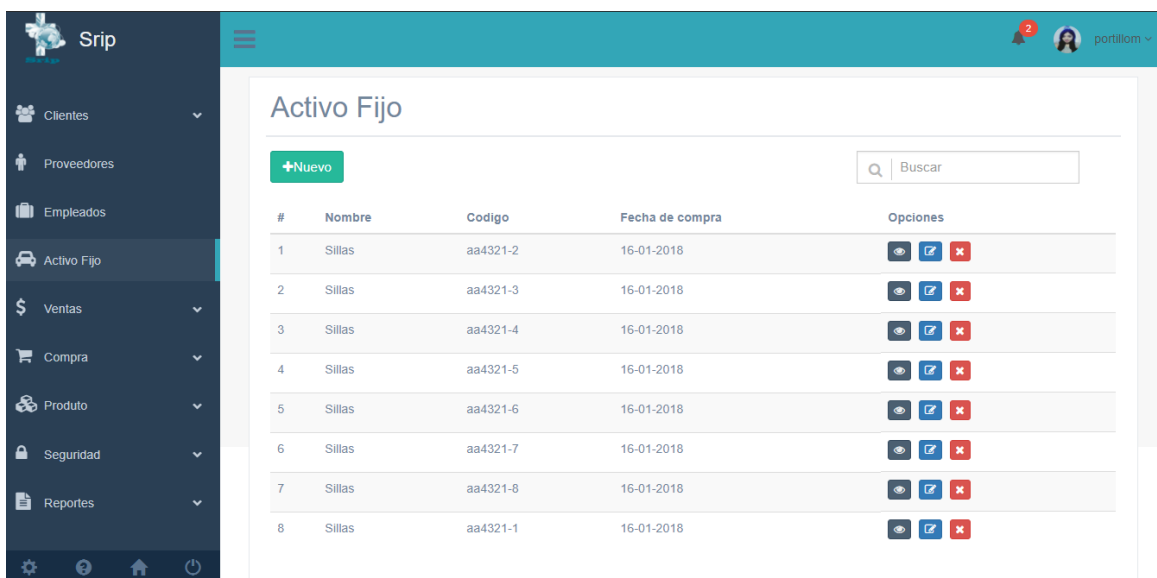 Srip
2
portillom
Clientes
Proveedores
Empleados
Activo Fijo
Ventas
Compra
Produto
Seguridad
Reportes
Activo Fijo
Nuevo
Buscar
# Nombre Codigo Fecha de compra Opciones
1 Sillas aa4321-2 16-01-2018
2 Sillas aa4321-3 16-01-2018
3 Sillas aa4321-4 16-01-2018
4 Sillas aa4321-5 16-01-2018
5 Sillas aa4321-6 16-01-2018
6 Sillas aa4321-7 16-01-2018
7 Sillas aa4321-8 16-01-2018
8 Sillas aa4321-1 16-01-2018